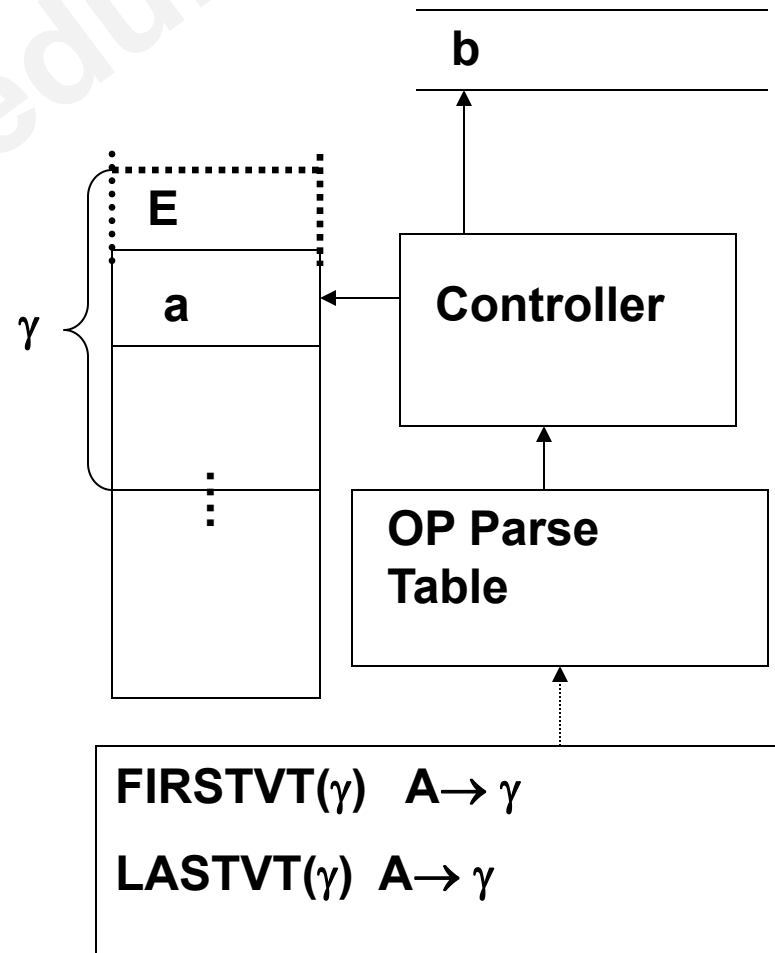 b
E
a
γ
Controller
OP Parse
Table
FIRSTVT(γ) A→ γ
LASTVT(γ) A→ γ